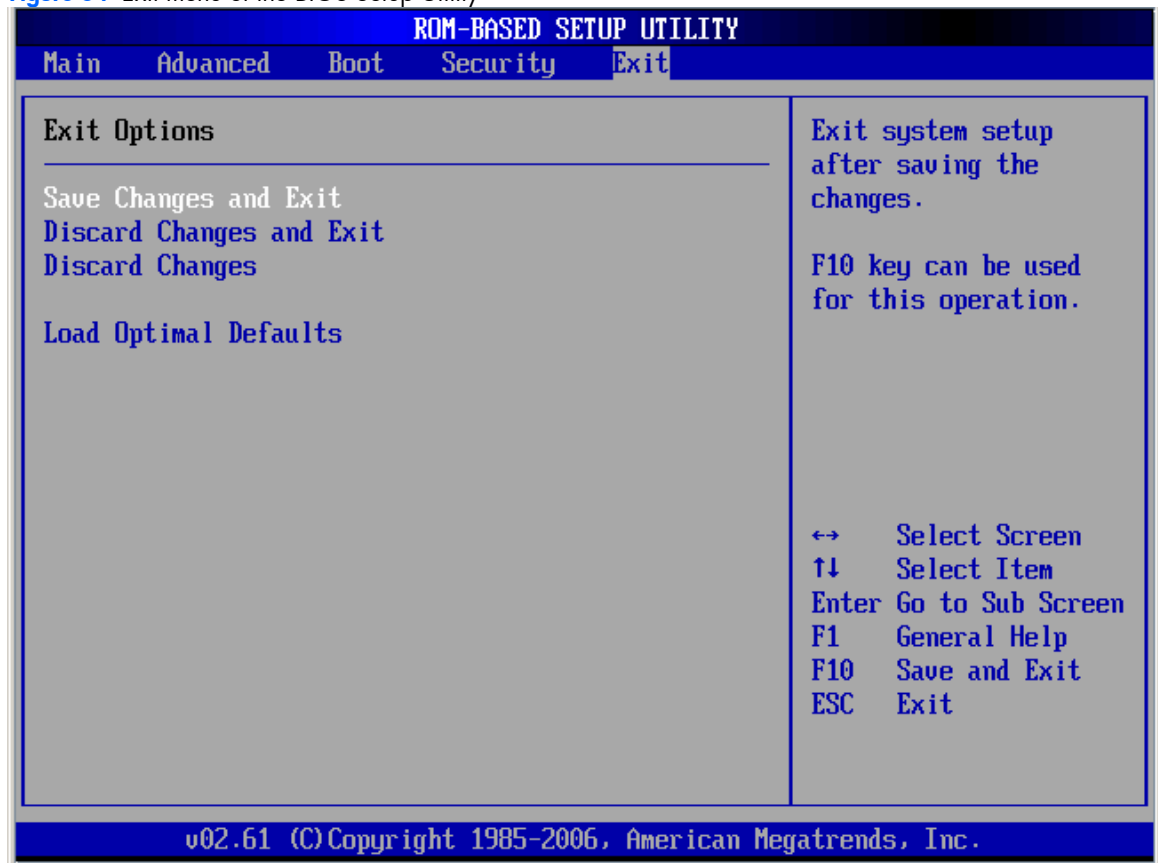 ROM-BASED SETUP UTILITY
Main Advanced Boot Security Exit
Exit Options
Save Changes and Exit
Discard Changes and Exit
Discard Changes
Load Optimal Defaults
Exit system setup
after saving the
changes.
F10 key can be used
for this operation.
↔ Select Screen
↑↓ Select Item
Enter Go to Sub Screen
F1 General Help
F10 Save and Exit
ESC Exit
v02.61 (C)Copyright 1985-2006, American Megatrends, Inc.